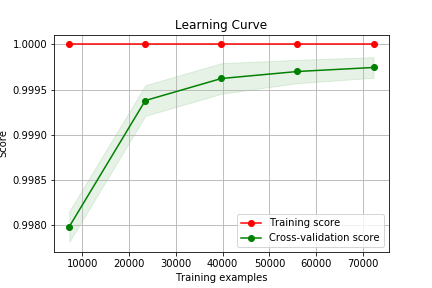 Learning Curve
1.0000
0.9995
0.9990
0.9985
0.9980
Score
10000 20000 30000 40000 50000 60000 70000
Training examples
Training score
Cross-validation score